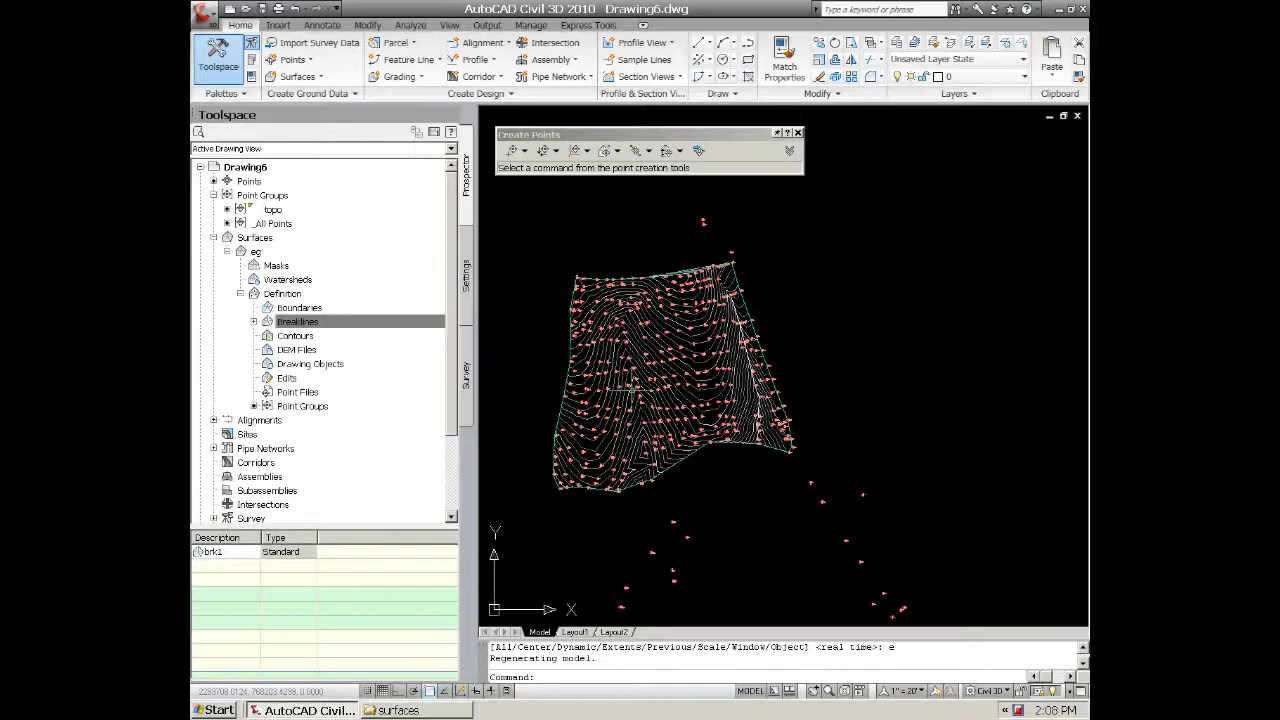 AutoCAD Civil 3D 2010 Drawing6.dwg
Type a keyword or phrase
Home Insert Annotate Modify Analyze View Output Manage Express Tools
Toolspace
Import Survey Data
Points
Surfaces
Parcel
Feature Line
Grading
Alignment
Profile
Corridor
Intersection
Assembly
Pipe Network
Profile View
Sample Lines
Section Views
Match Properties
Unsaved Layer State
0
Paste
Palettes Create Ground Data Create Design Profile & Section Vi... Draw Modify Layers Clipboard
Toolspace
Active Drawing View
Drawing6
Points
Point Groups
topo
_All Points
Surfaces
eg
Masks
Watersheds
Definition
Boundaries
Breaklines
Contours
DEM Files
Drawing Objects
Edits
Point Files
Point Groups
Alignments
Sites
Pipe Networks
Corridors
Assemblies
Subassemblies
Intersections
Survey
Prospector
Settings
Survey
Description Type
brk1 Standard
Create Points
Select a command from the point creation tools
Y
X
Model Layout1 Layout2
[All/Center/Dynamic/Extents/Previous/Scale/Window/Object] <real time>: e
Regenerating model.
Command:
MODEL
1" = 20'
Civil 3D
Start AutoCAD Civil 3D... surfaces
2:08 PM